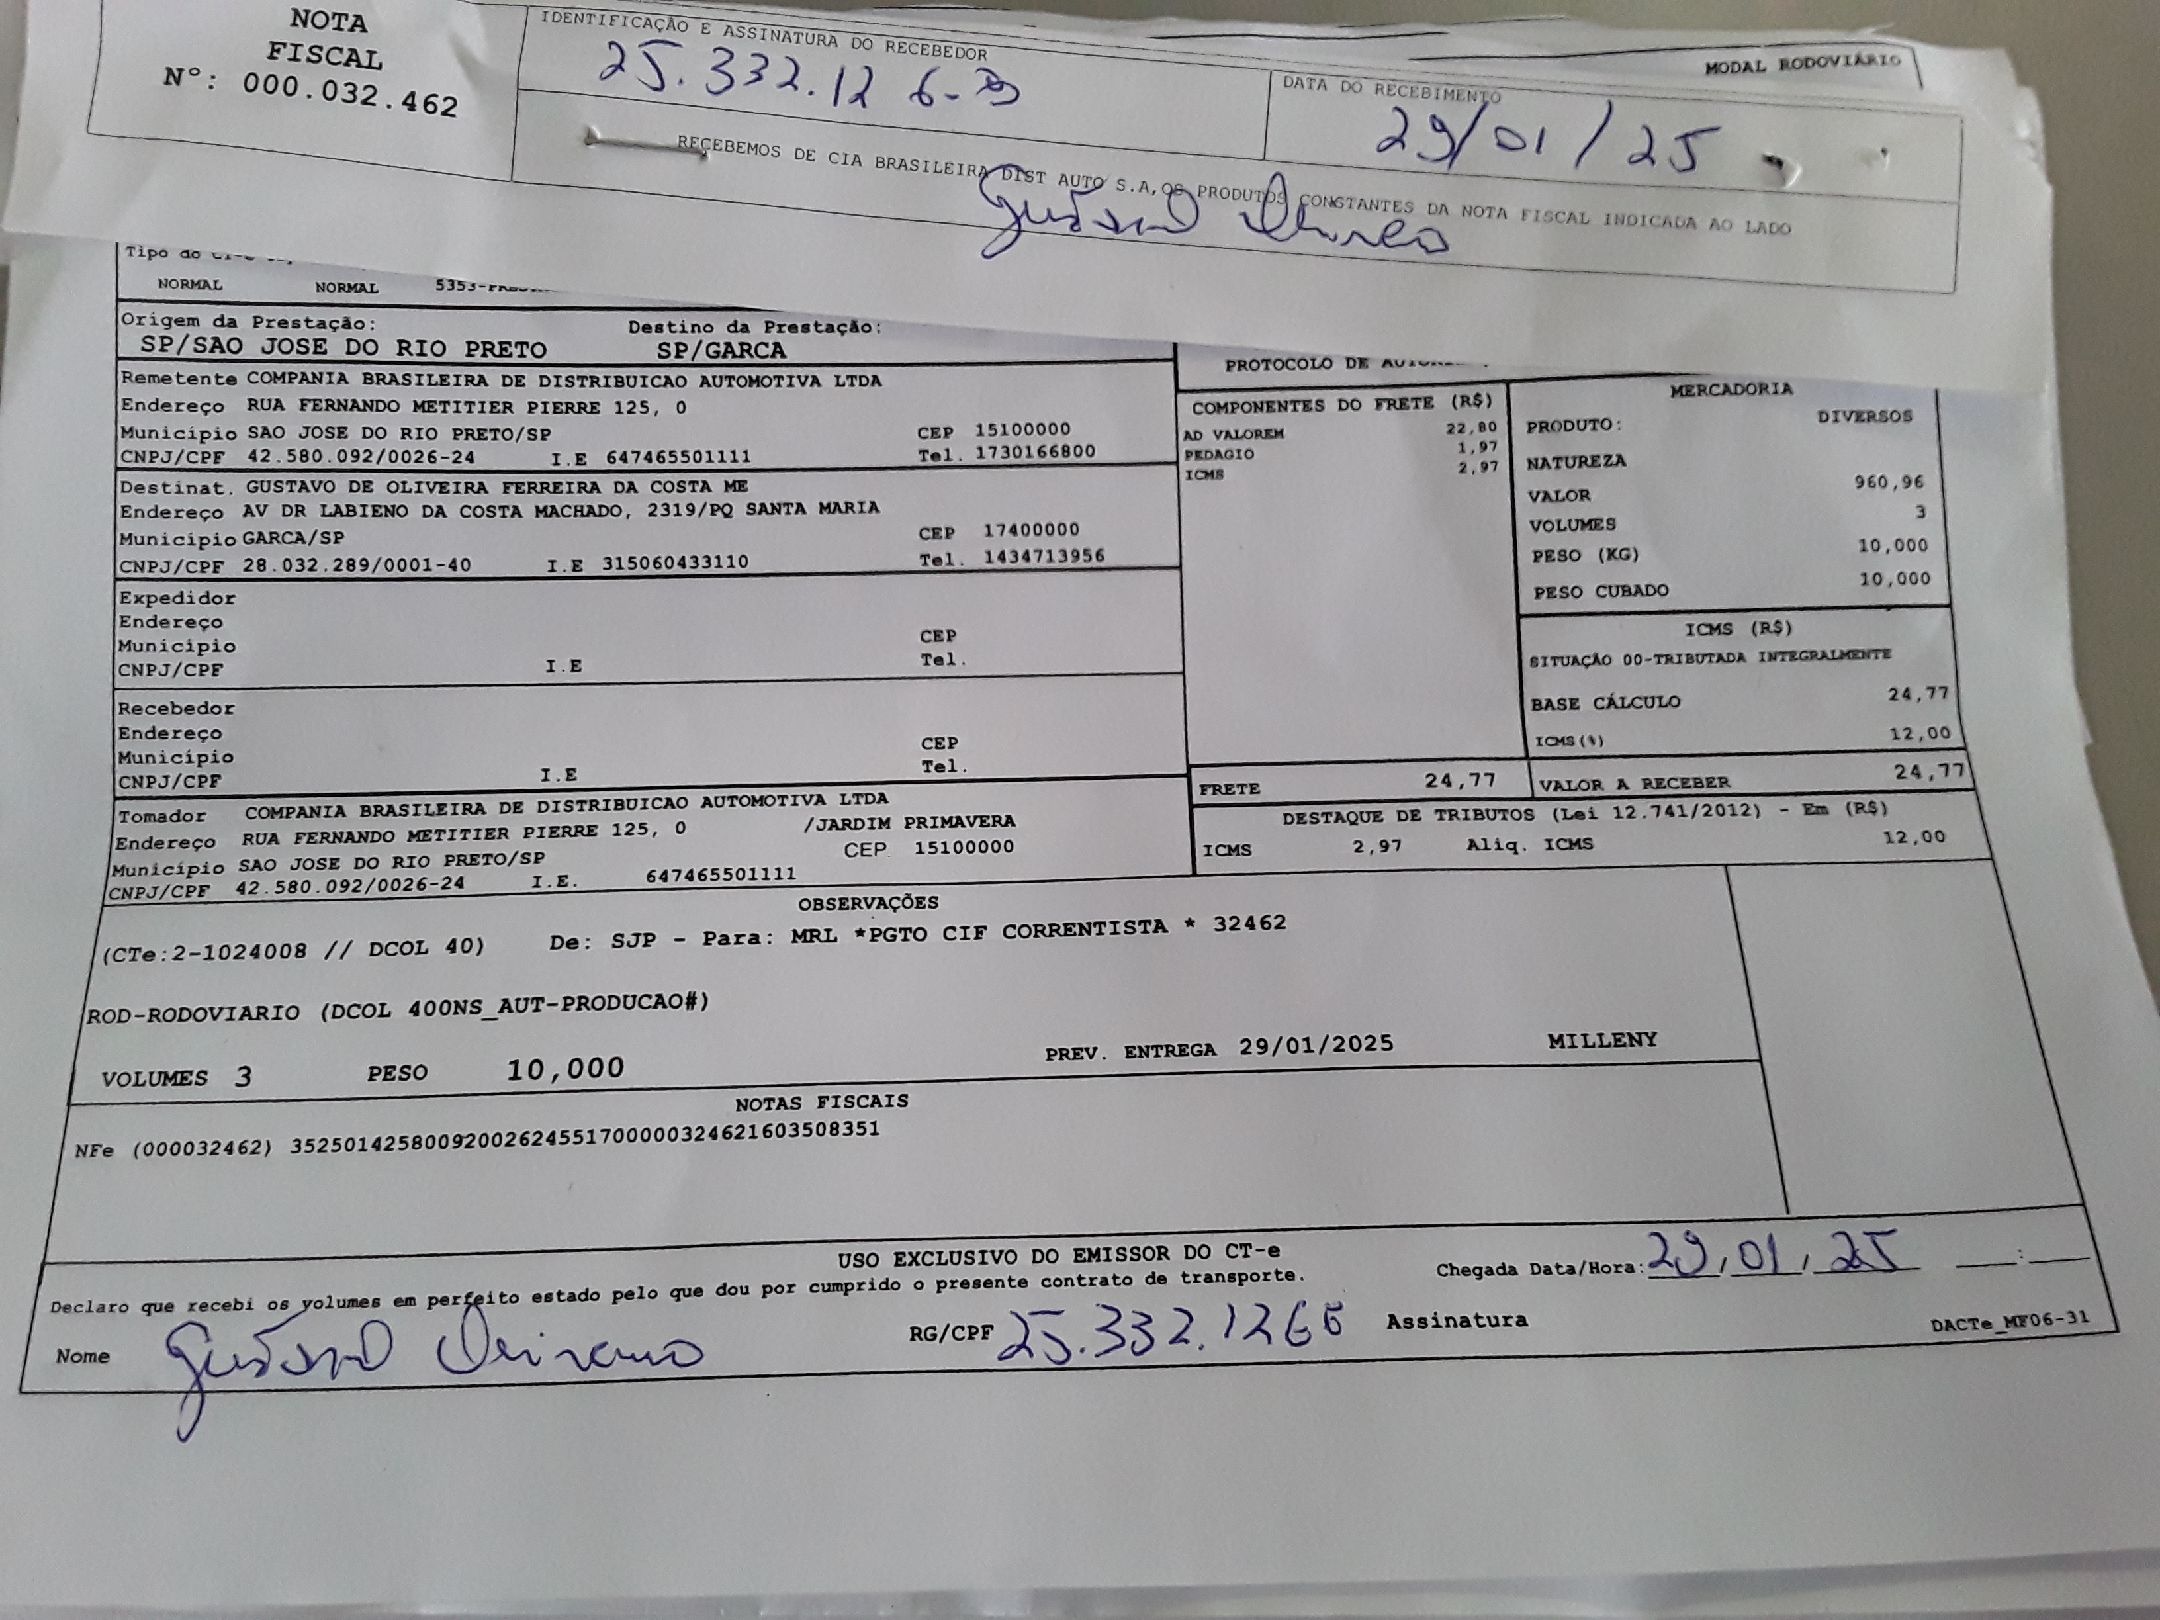 NOTA
FISCAL
Nº: 000.032.462
IDENTIFICAÇÃO E ASSINATURA DO RECEBEDOR
25.332.12 6-
DATA DO RECEBIMENTO
29/01/25
RECEBEMOS DE CIA BRASILEIRA DIST AUTO S.A,OS PRODUTOS CONSTANTES DA NOTA FISCAL INDICADA AO LADO
MODAL RODOVIÁRIO
Tipo do
NORMAL NORMAL
Origem da Prestação: Destino da Prestação:
SP/SAO JOSE DO RIO PRETO SP/GARCA
Remetente COMPANIA BRASILEIRA DE DISTRIBUICAO AUTOMOTIVA LTDA
Endereço RUA FERNANDO METITIER PIERRE 125, 0
Município SAO JOSE DO RIO PRETO/SP CEP 15100000
CNPJ/CPF 42.580.092/0026-24 I.E 647465501111 Tel. 1730166800
Destinat. GUSTAVO DE OLIVEIRA FERREIRA DA COSTA ME
Endereço AV DR LABIENO DA COSTA MACHADO, 2319/PQ SANTA MARIA
Município GARCA/SP CEP 17400000
CNPJ/CPF 28.032.289/0001-40 I.E 315060433110 Tel. 1434713956
Expedidor
Endereço
Município CEP
CNPJ/CPF I.E Tel.
Recebedor
Endereço
Município CEP
CNPJ/CPF I.E Tel.
Tomador COMPANIA BRASILEIRA DE DISTRIBUICAO AUTOMOTIVA LTDA
Endereço RUA FERNANDO METITIER PIERRE 125, 0 /JARDIM PRIMAVERA
Município SAO JOSE DO RIO PRETO/SP CEP 15100000
CNPJ/CPF 42.580.092/0026-24 I.E. 647465501111
PROTOCOLO DE
COMPONENTES DO FRETE (R$)
AD VALOREM 22,80
PEDAGIO 1,97
ICMS 2,97
MERCADORIA
PRODUTO: DIVERSOS
NATUREZA
VALOR 960,96
VOLUMES 3
PESO (KG) 10,000
PESO CUBADO 10,000
ICMS (R$)
SITUAÇÃO 00-TRIBUTADA INTEGRALMENTE
BASE CÁLCULO 24,77
ICMS(%) 12,00
FRETE 24,77 VALOR A RECEBER 24,77
DESTAQUE DE TRIBUTOS (Lei 12.741/2012) - Em (R$)
ICMS 2,97 Aliq. ICMS 12,00
OBSERVAÇÕES
(CTe:2-1024008 // DCOL 40) De: SJP - Para: MRL *PGTO CIF CORRENTISTA * 32462
ROD-RODOVIARIO (DCOL 400NS_AUT-PRODUCAO#)
VOLUMES 3 PESO 10,000 PREV. ENTREGA 29/01/2025 MILLENY
NOTAS FISCAIS
NFe (000032462) 35250142580092002624551700000324621603508351
USO EXCLUSIVO DO EMISSOR DO CT-e
Declaro que recebi os volumes em perfeito estado pelo que dou por cumprido o presente contrato de transporte.
Chegada Data/Hora: 29,01,25 __:__
Nome RG/CPF 25.332.1266 Assinatura
DACTe_MF06-31